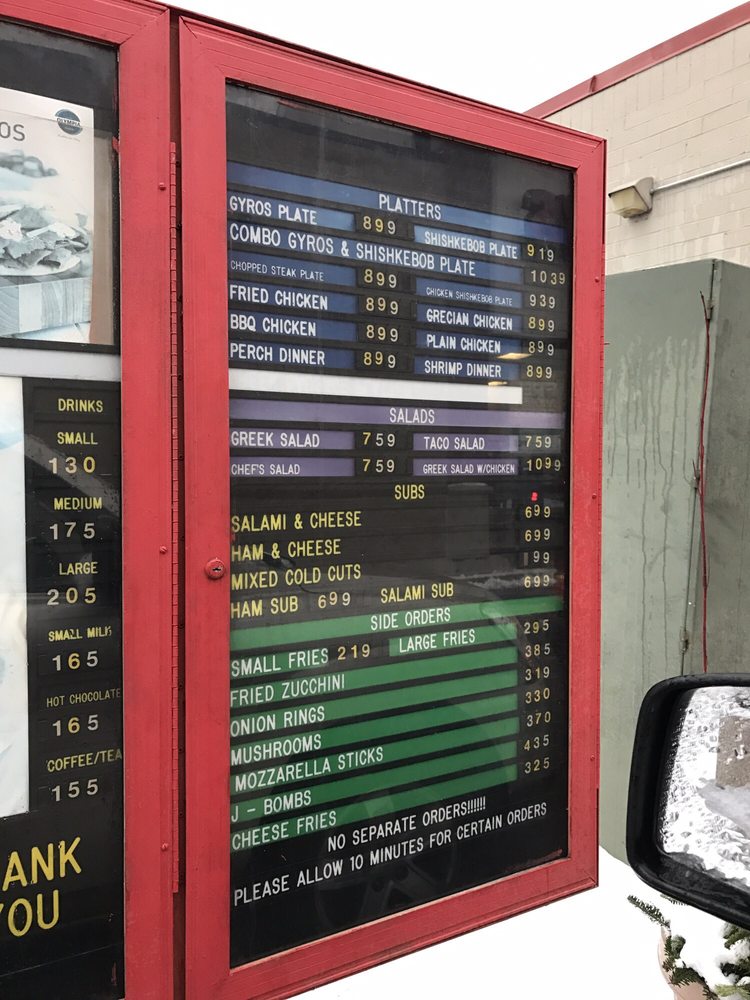 OS
OLYMPIA
DRINKS
SMALL
130
MEDIUM
175
LARGE
205
SMALL MILK
165
HOT CHOCOLATE
165
COFFEE/TEA
155
ANK
YOU
PLATTERS
GYROS PLATE 899 SHISHKEBOB PLATE 919
COMBO GYROS & SHISHKEBOB PLATE 1039
CHOPPED STEAK PLATE 899 CHICKEN SHISHKEBOB PLATE 939
FRIED CHICKEN 899 GRECIAN CHICKEN 899
BBQ CHICKEN 899 PLAIN CHICKEN 899
PERCH DINNER 899 SHRIMP DINNER 899
SALADS
GREEK SALAD 759 TACO SALAD 759
CHEF'S SALAD 759 GREEK SALAD W/CHICKEN 1099
SUBS
SALAMI & CHEESE 699
HAM & CHEESE 699
MIXED COLD CUTS 199
HAM SUB 699 SALAMI SUB 699
SIDE ORDERS
SMALL FRIES 219 LARGE FRIES 295
FRIED ZUCCHINI 385
ONION RINGS 319
MUSHROOMS 330
MOZZARELLA STICKS 370
J - BOMBS 435
CHEESE FRIES 325
NO SEPARATE ORDERS!!!!!!
PLEASE ALLOW 10 MINUTES FOR CERTAIN ORDERS